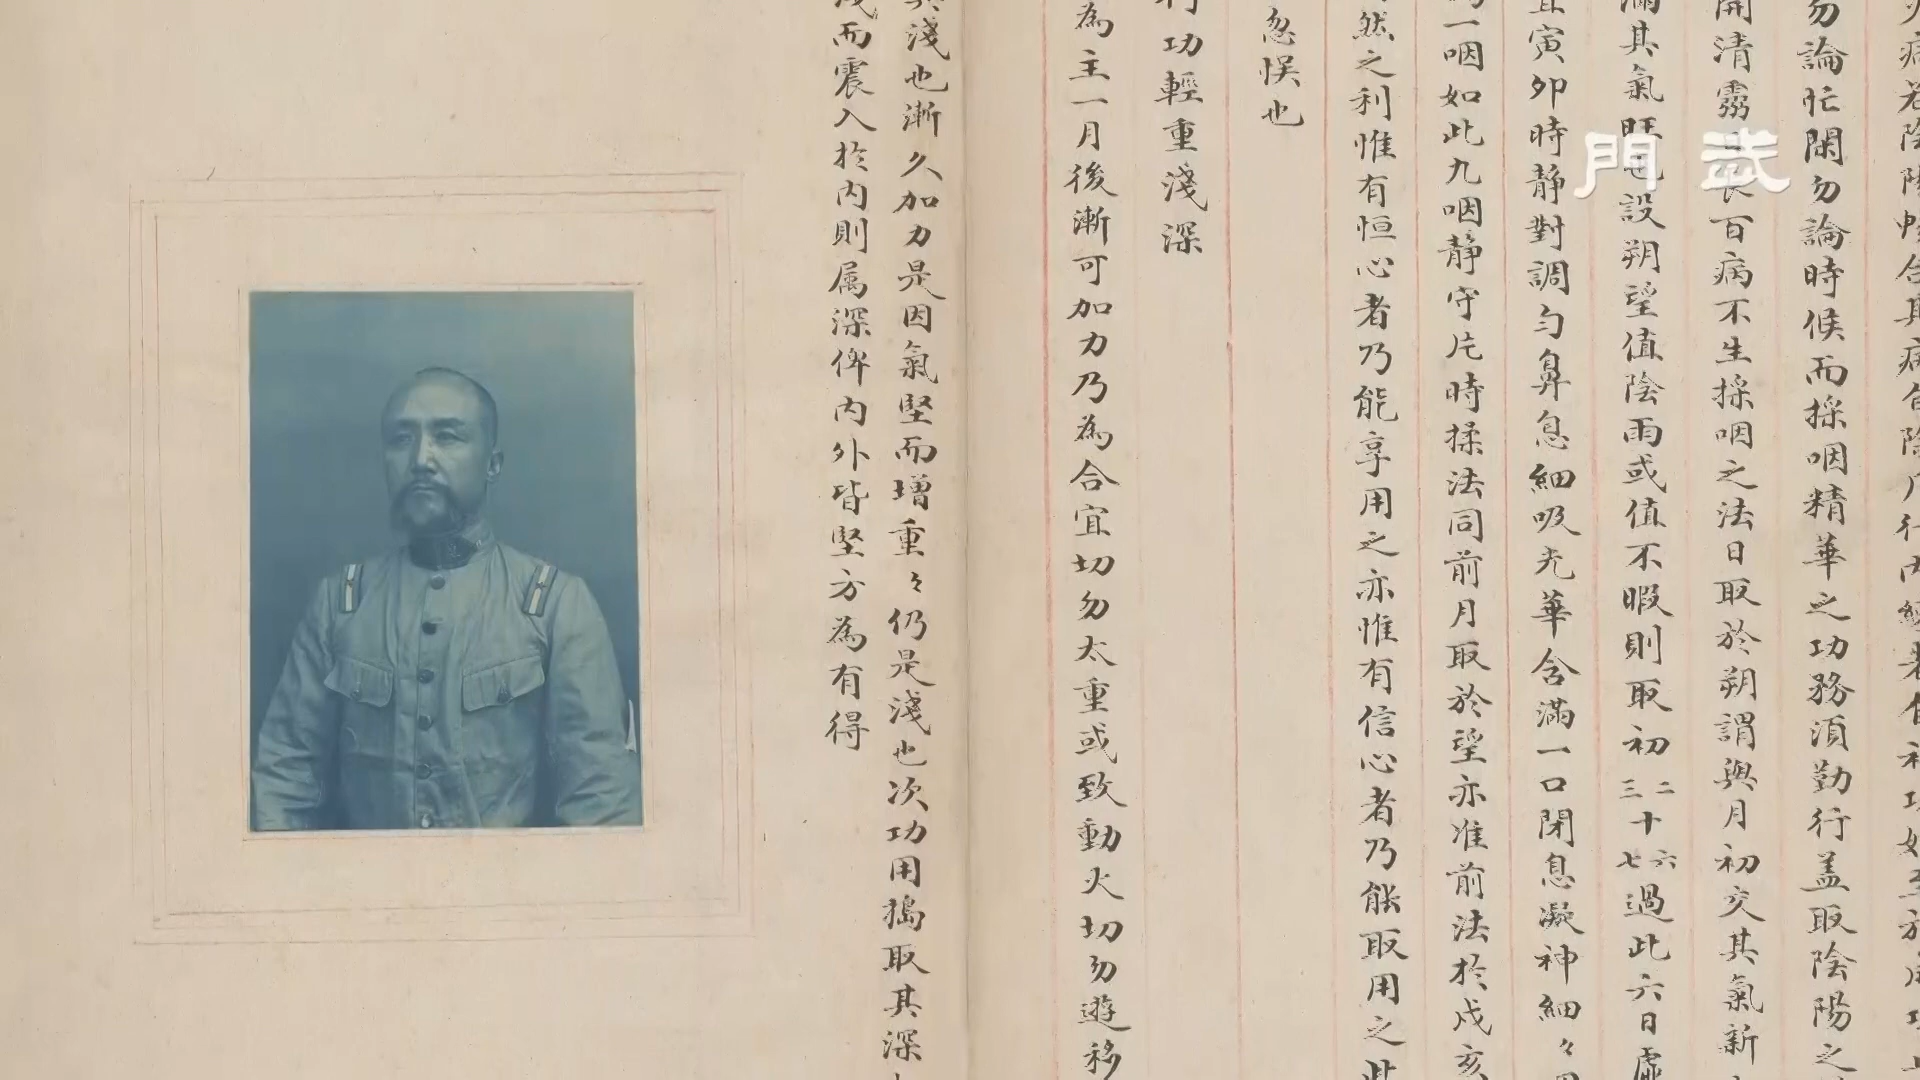 勿論忙閑勿論時候而採咽精華之功務須勤行蓋取陰陽之
開清霧 長百病不生採咽之法日取於朔謂與月初交其氣新
滿其氣旺也設朔望值陰雨或值不暇則取初二三十六七過此六日虛
宜寅卯時靜對調勻鼻息細吸光華含滿一口閉息凝神細々
一咽如此九咽靜守片時揉法同前月取於望亦准前法於戌亥
然之利惟有恒心者乃能享用之亦惟有信心者乃能取用之此
忽悞也
行功輕重淺深
為主一月後漸可加力乃為合宜切勿太重或致動火切勿遊移
淺也漸久加力是因氣堅而增重々仍是淺也次功用搗取其深
淺而震入於內則属深俾內外皆堅方為有得
武門